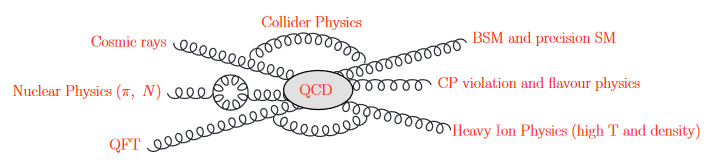 Collider Physics
Cosmic rays
BSM and precision SM
Nuclear Physics (π, N)
QCD
CP violation and flavour physics
QFT
Heavy Ion Physics (high T and density)